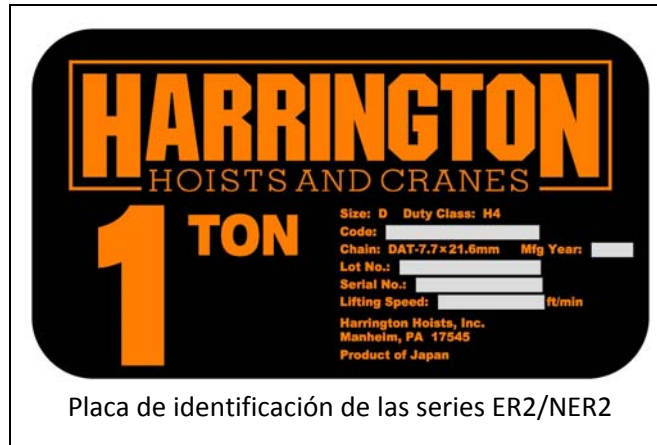 HARRINGTON
HOISTS AND CRANES
1 TON
Size: D Duty Class: H4
Code:
Chain: DAT-7.7×21.6mm Mfg Year:
Lot No.:
Serial No.:
Lifting Speed: ft/min
Harrington Hoists, Inc.
Manheim, PA 17545
Product of Japan
Placa de identificación de las series ER2/NER2